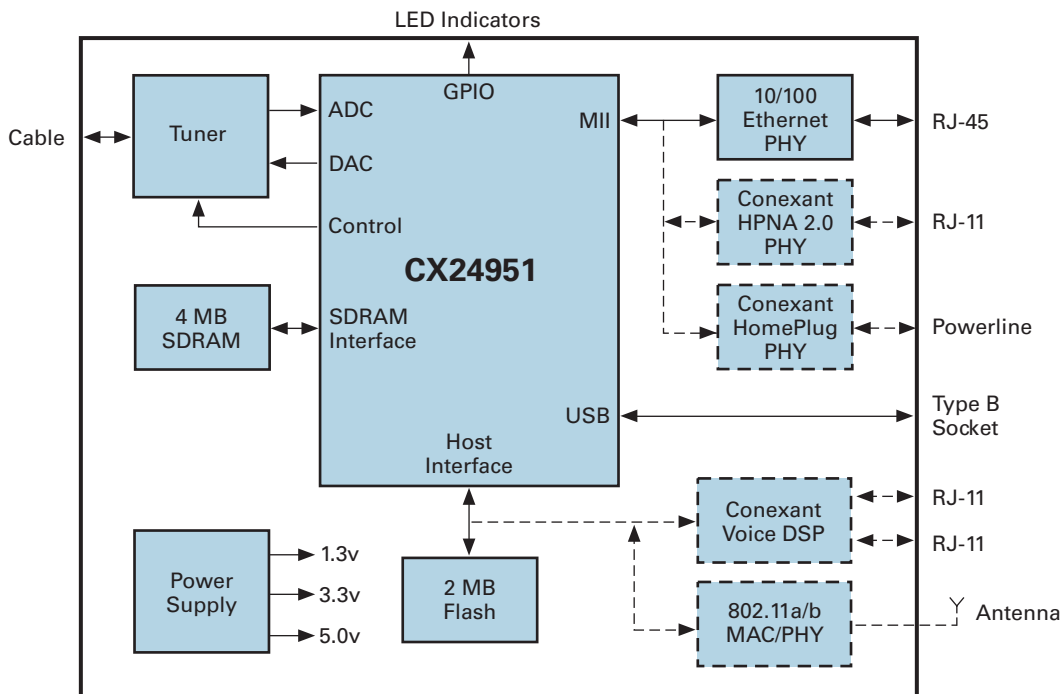 LED Indicators
Cable
Tuner
ADC
DAC
Control
GPIO
MII
CX24951
10/100
Ethernet
PHY
RJ-45
Conexant
HPNA 2.0
PHY
RJ-11
4 MB
SDRAM
SDRAM
Interface
Conexant
HomePlug
PHY
Powerline
USB
Type B
Socket
Host
Interface
Conexant
Voice DSP
RJ-11
RJ-11
Power
Supply
1.3v
3.3v
5.0v
2 MB
Flash
802.11a/b
MAC/PHY
Antenna